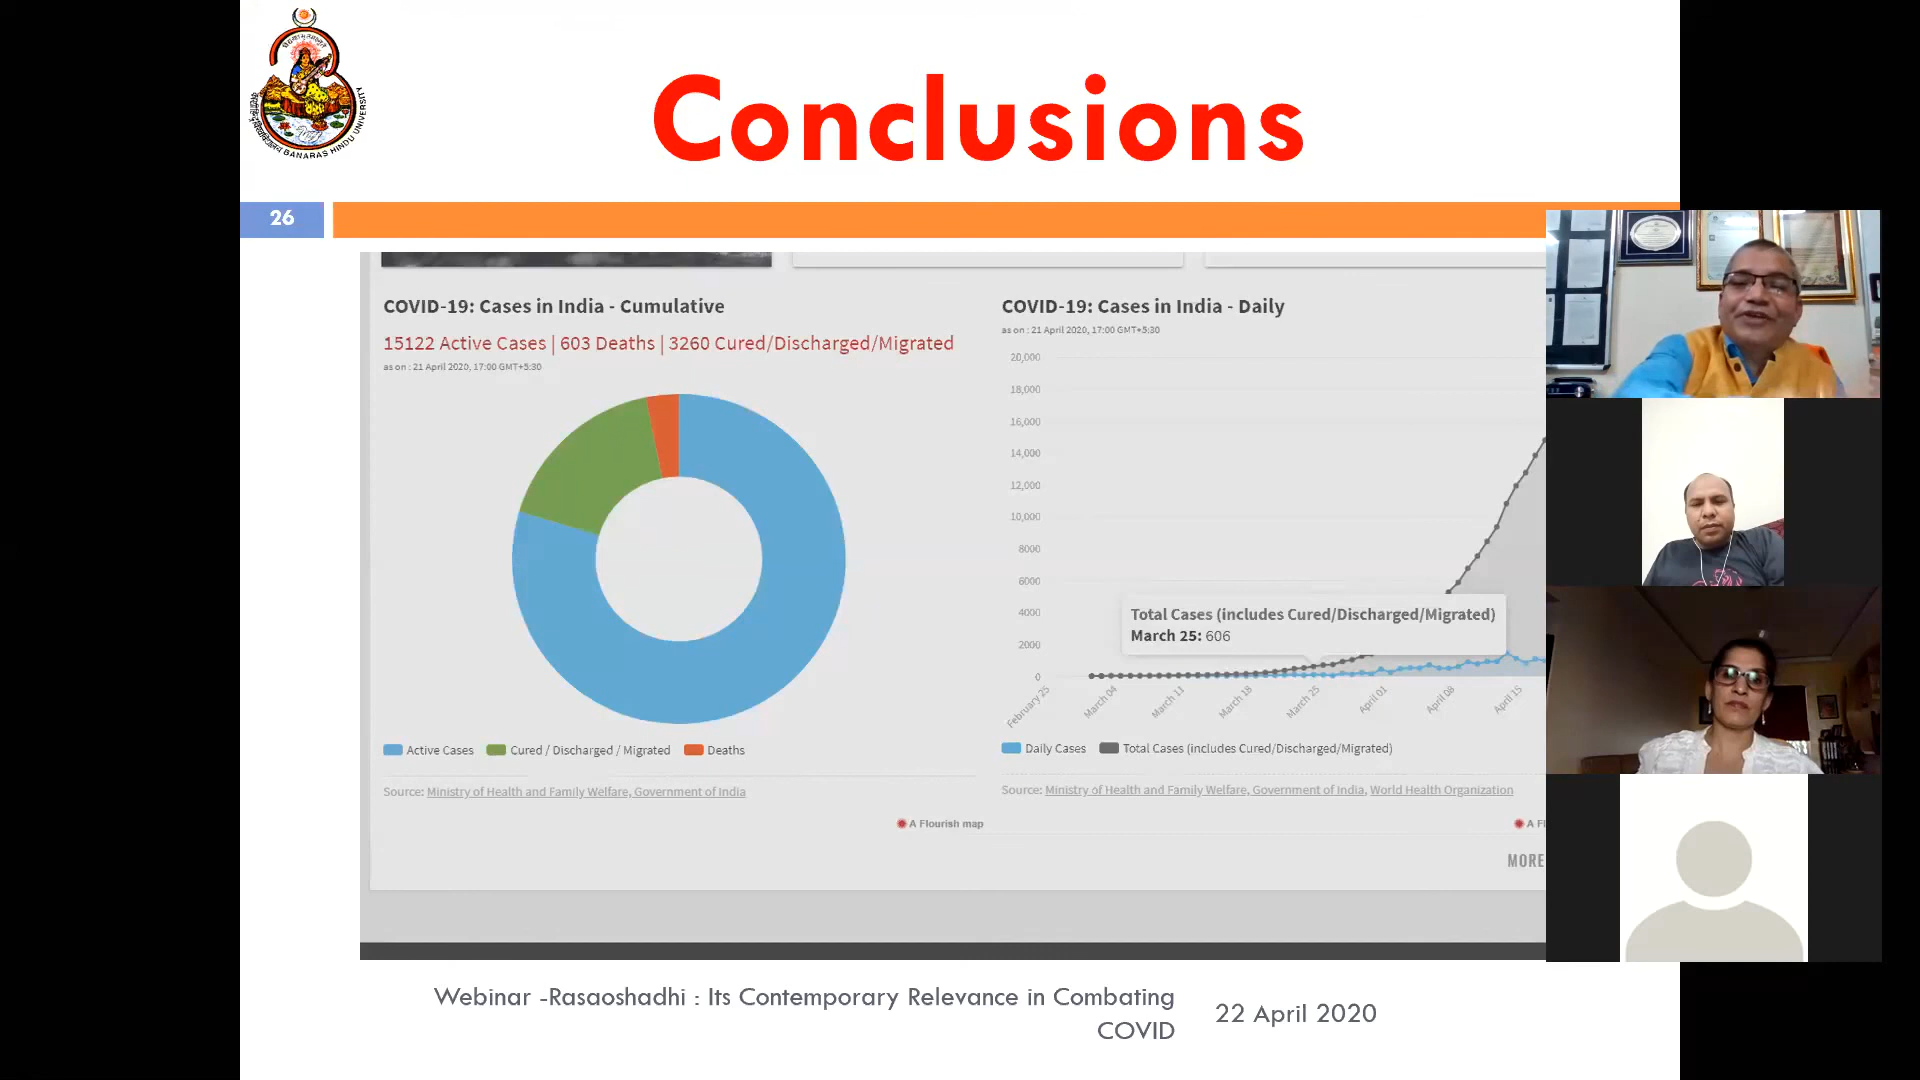 BANARAS HINDU UNIVERSITY
Conclusions
26
COVID-19: Cases in India - Cumulative
15122 Active Cases | 603 Deaths | 3260 Cured/Discharged/Migrated
as on : 21 April 2020, 17:00 GMT+5:30
Active Cases Cured / Discharged / Migrated Deaths
Source: Ministry of Health and Family Welfare, Government of India
A Flourish map
COVID-19: Cases in India - Daily
as on : 21 April 2020, 17:00 GMT+5:30
20,000
18,000
16,000
14,000
12,000
10,000
8000
6000
4000
2000
0
Total Cases (includes Cured/Discharged/Migrated)
March 25: 606
February 25 March 04 March 11 March 18 March 25 April 01 April 08 April 15
Daily Cases Total Cases (includes Cured/Discharged/Migrated)
Source: Ministry of Health and Family Welfare, Government of India, World Health Organization
A Fl
MORE
Webinar -Rasaoshadhi : Its Contemporary Relevance in Combating
COVID
22 April 2020